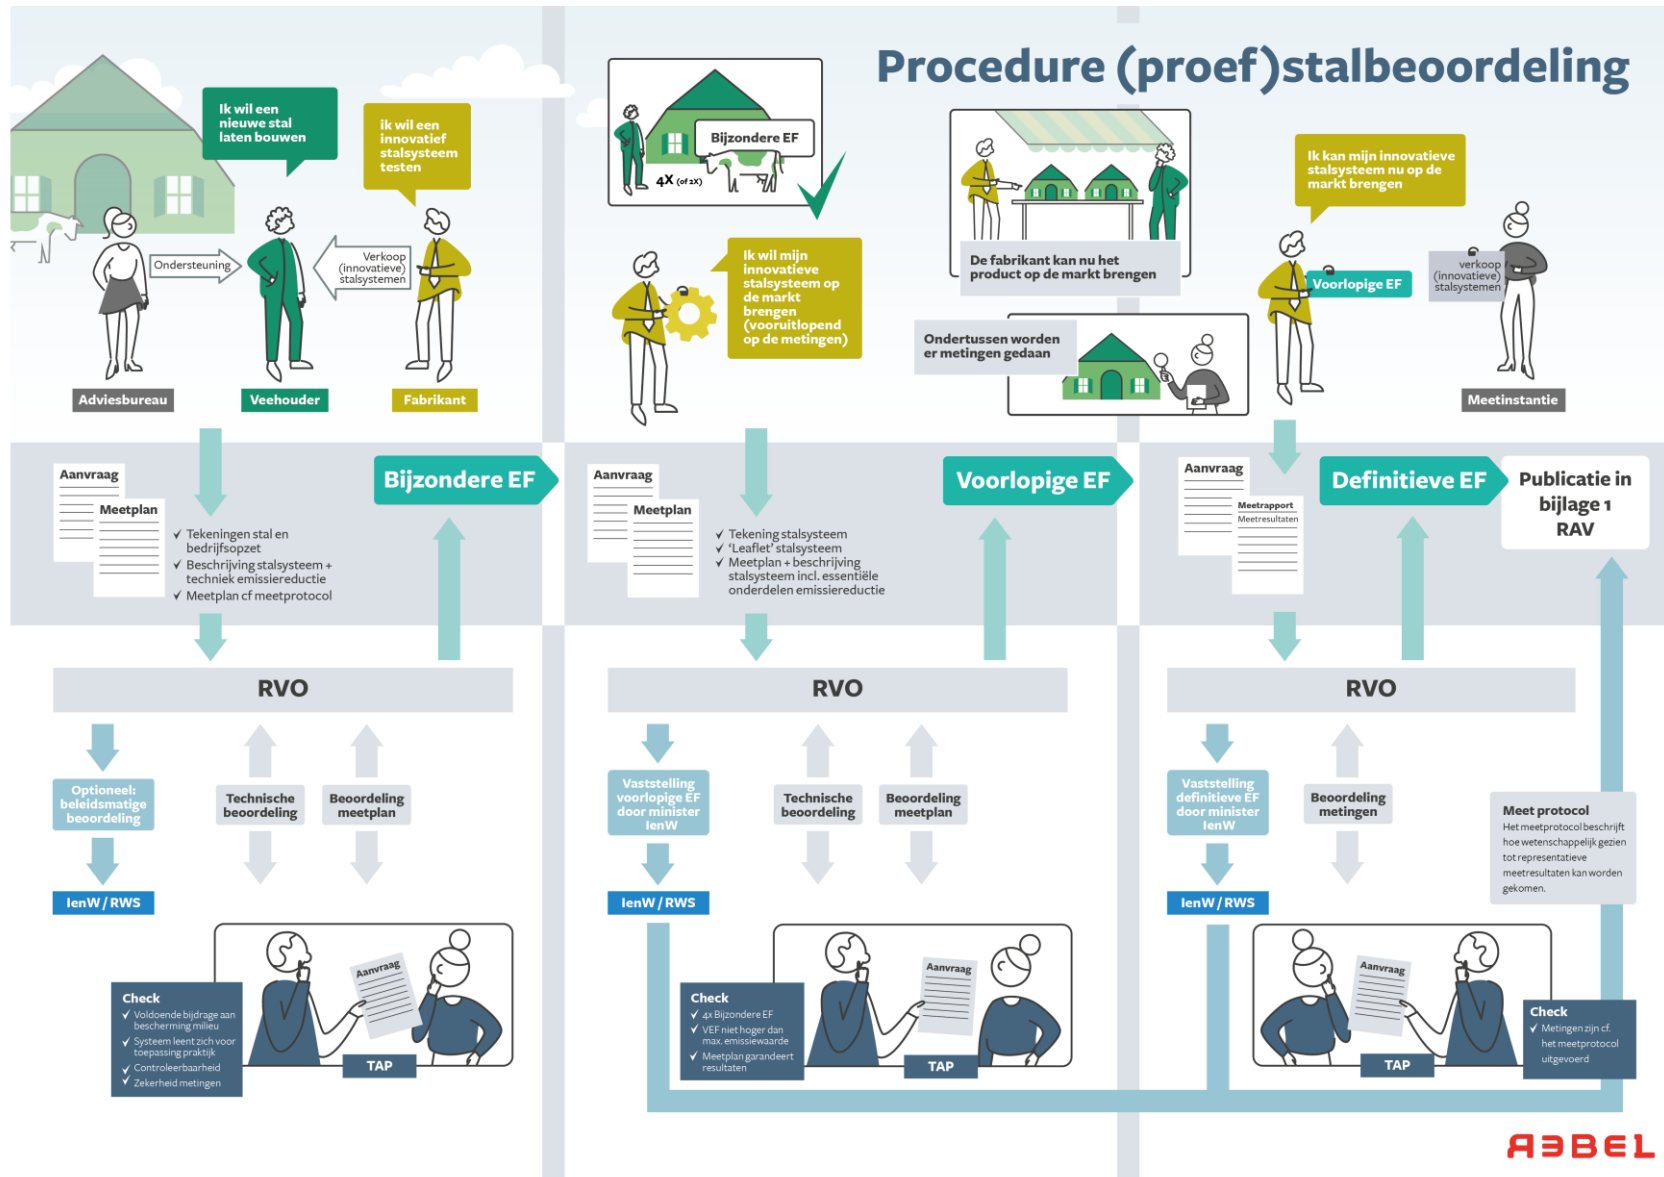 Procedure (proef)stalbeoordeling
Ik wil een
nieuwe stal
laten bouwen
ik wil een
innovatief
stalsysteem
testen
Ondersteuning
Verkoop
(innovatieve)
stalsystemen
Adviesbureau
Veehouder
Fabrikant
Bijzondere EF
4X (of 2X)
Ik wil mijn
innovatieve
stalsysteem op
de markt
brengen
(vooruitlopend
op de metingen)
De fabrikant kan nu het
product op de markt brengen
Ondertussen worden
er metingen gedaan
Ik kan mijn innovatieve
stalsysteem nu op de
markt brengen
Voorlopige EF
verkoop
(innovatieve)
stalsystemen
Meetinstantie
Aanvraag
Meetplan
Tekeningen stal en
bedrijfsopzet
Beschrijving stalsysteem +
techniek emissiereductie
Meetplan cf meetprotocol
Bijzondere EF
Aanvraag
Meetplan
Tekening stalsysteem
‘Leaflet’ stalsysteem
Meetplan + beschrijving
stalsysteem incl. essentiële
onderdelen emissiereductie
Voorlopige EF
Aanvraag
Meetrapport
Meetresultaten
Definitieve EF
Publicatie in
bijlage 1
RAV
RVO
Optioneel:
beleidsmatige
beoordeling
Technische
beoordeling
Beoordeling
meetplan
IenW / RWS
Aanvraag
Check
Voldoende bijdrage aan
bescherming milieu
Systeem leent zich voor
toepassing praktijk
Controleerbaarheid
Zekerheid metingen
TAP
RVO
Vaststelling
voorlopige EF
door minister
IenW
Technische
beoordeling
Beoordeling
meetplan
IenW / RWS
Aanvraag
Check
4x Bijzondere EF
VEF niet hoger dan
max. emissiewaarde
Meetplan garandeert
resultaten
TAP
RVO
Vaststelling
definitieve EF
door minister
IenW
Beoordeling
metingen
IenW / RWS
Meet protocol
Het meetprotocol beschrijft
hoe wetenschappelijk gezien
tot representatieve
meetresultaten kan worden
gekomen.
Aanvraag
TAP
Check
Metingen zijn cf.
het meetprotocol
uitgevoerd
REBEL